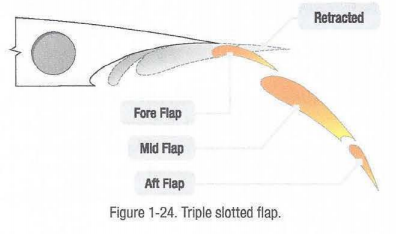 Retracted
Fore Flap
Mid Flap
Aft Flap
Figure 1-24. Triple slotted flap.